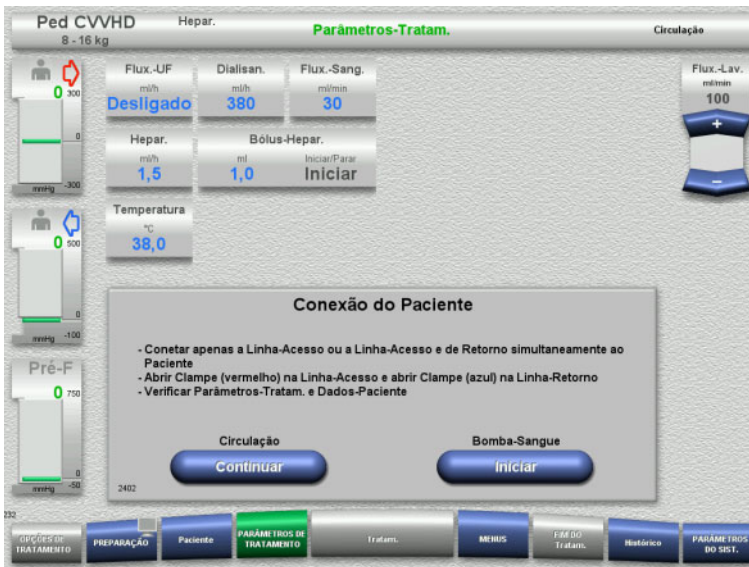 Ped CVVHD
Hepar.
8 - 16 kg
Parâmetros-Tratam.
Circulação
0
300
0
-300
mmHg
0
500
0
-100
mmHg
Pré-F
0
750
0
-50
mmHg
Flux.-UF
ml/h
Desligado
Dialisan.
ml/h
380
Flux.-Sang.
ml/min
30
Hepar.
ml/h
1,5
Bólus-Hepar.
ml
1,0
Iniciar/Parar
Iniciar
Temperatura
°C
38,0
Flux.-Lav.
ml/min
100
+
–
Conexão do Paciente
- Conetar apenas a Linha-Acesso ou a Linha-Acesso e de Retorno simultaneamente ao
Paciente
- Abrir Clampe (vermelho) na Linha-Acesso e abrir Clampe (azul) na Linha-Retorno
- Verificar Parâmetros-Tratam. e Dados-Paciente
Circulação
Continuar
Bomba-Sangue
Iniciar
2402
232
OPÇÕES DE
TRATAMENTO
PREPARAÇÃO
Paciente
PARÂMETROS DE
TRATAMENTO
Tratam.
MENUS
FIM DO
Tratam.
Histórico
PARÂMETROS
DO SIST.